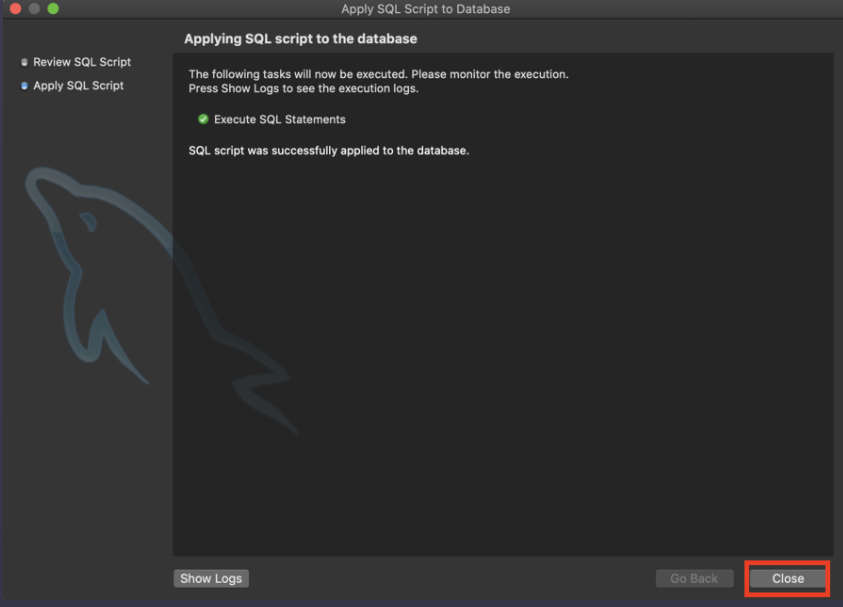 Apply SQL Script to Database
Review SQL Script
Apply SQL Script
Applying SQL script to the database
The following tasks will now be executed. Please monitor the execution.
Press Show Logs to see the execution logs.
Execute SQL Statements
SQL script was successfully applied to the database.
Show Logs
Go Back
Close